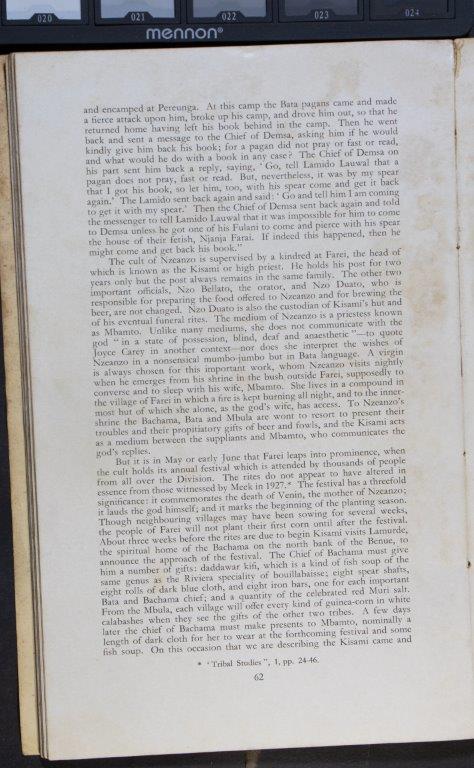 020 021 022 023 024
mennon®
and encamped at Pereunga. At this camp the Bata pagans came and made
a fierce attack upon him, broke up his camp, and drove him out, so that he
returned home having left his book behind in the camp. Then he went
back and sent a message to the Chief of Demsa, asking him if he would
kindly give him back his book; for a pagan did not pray or fast or read,
and what would he do with a book in any case? The Chief of Demsa on
his part sent him back a reply, saying, ‘Go, tell Lamido Lauwal that a
pagan does not pray, fast or read. But, nevertheless, it was by my spear
that I got his book, so let him, too, with his spear come and get it back
again.’ The Lamido sent back again and said: ‘Go and tell him I am coming
to get it with my spear.’ Then the Chief of Demsa sent back again and told
the messenger to tell Lamido Lauwal that it was impossible for him to come
to Demsa unless he got one of his Fulani to come and pierce with his spear
the house of their fetish, Njanja Farai. If indeed this happened, then he
might come and get back his book.”
The cult of Nzeanzo is supervised by a kindred at Farei, the head of
which is known as the Kisami or high priest. He holds his post for two
years only but the post always remains in the same family. The other two
important officials, Nzo Bellato, the orator, and Nzo Duato, who is
responsible for preparing the food offered to Nzeanzo and for brewing the
beer, are not changed. Nzo Duato is also the custodian of Kisami’s hut and
of his eventual funeral rites. The medium of Nzeanzo is a priestess known
as Mbamto. Unlike many mediums, she does not communicate with the
god “in a state of possession, blind, deaf and anaesthetic”—to quote
Joyce Carey in another context—nor does she interpret the wishes of
Nzeanzo in a nonsensical mumbo-jumbo but in Bata language. A virgin
is always chosen for this important work, whom Nzeanzo visits nightly
when he emerges from his shrine in the bush outside Farei, supposedly to
converse and to sleep with his wife, Mbamto. She lives in a compound in
the village of Farei in which a fire is kept burning all night, and to the inner-
most hut of which she alone, as the god’s wife, has access. To Nzeanzo’s
shrine the Bachama, Bata and Mbula are wont to resort to present their
troubles and their propitiatory gifts of beer and fowls, and the Kisami acts
as a medium between the suppliants and Mbamto, who communicates the
god’s replies.
But it is in May or early June that Farei leaps into prominence, when
the cult holds its annual festival which is attended by thousands of people
from all over the Division. The rites do not appear to have altered in
essence from those witnessed by Meek in 1927.* The festival has a threefold
significance: it commemorates the death of Venin, the mother of Nzeanzo;
it lauds the god himself; and it marks the beginning of the planting season.
Though neighbouring villages may have been sowing for several weeks,
the people of Farei will not plant their first corn until after the festival.
About three weeks before the rites are due to begin Kisami visits Lamurde,
the spiritual home of the Bachama on the north bank of the Benue, to
announce the approach of the festival. The Chief of Bachama must give
him a number of gifts: daddawar kifi, which is a kind of fish soup of the
same genus as the Riviera speciality of bouillabaisse; eight spear shafts,
eight rolls of dark blue cloth, and eight iron bars, one for each important
Bata and Bachama chief; and a quantity of the celebrated red Muri salt.
From the Mbula, each village will offer every kind of guinea-corn in white
calabashes when they see the gifts of the other two tribes. A few days
later the chief of Bachama must make presents to Mbamto, nominally a
length of dark cloth for her to wear at the forthcoming festival and some
fish soup. On this occasion that we are describing the Kisami came and
* “Tribal Studies”, 1, pp. 24-46.
62